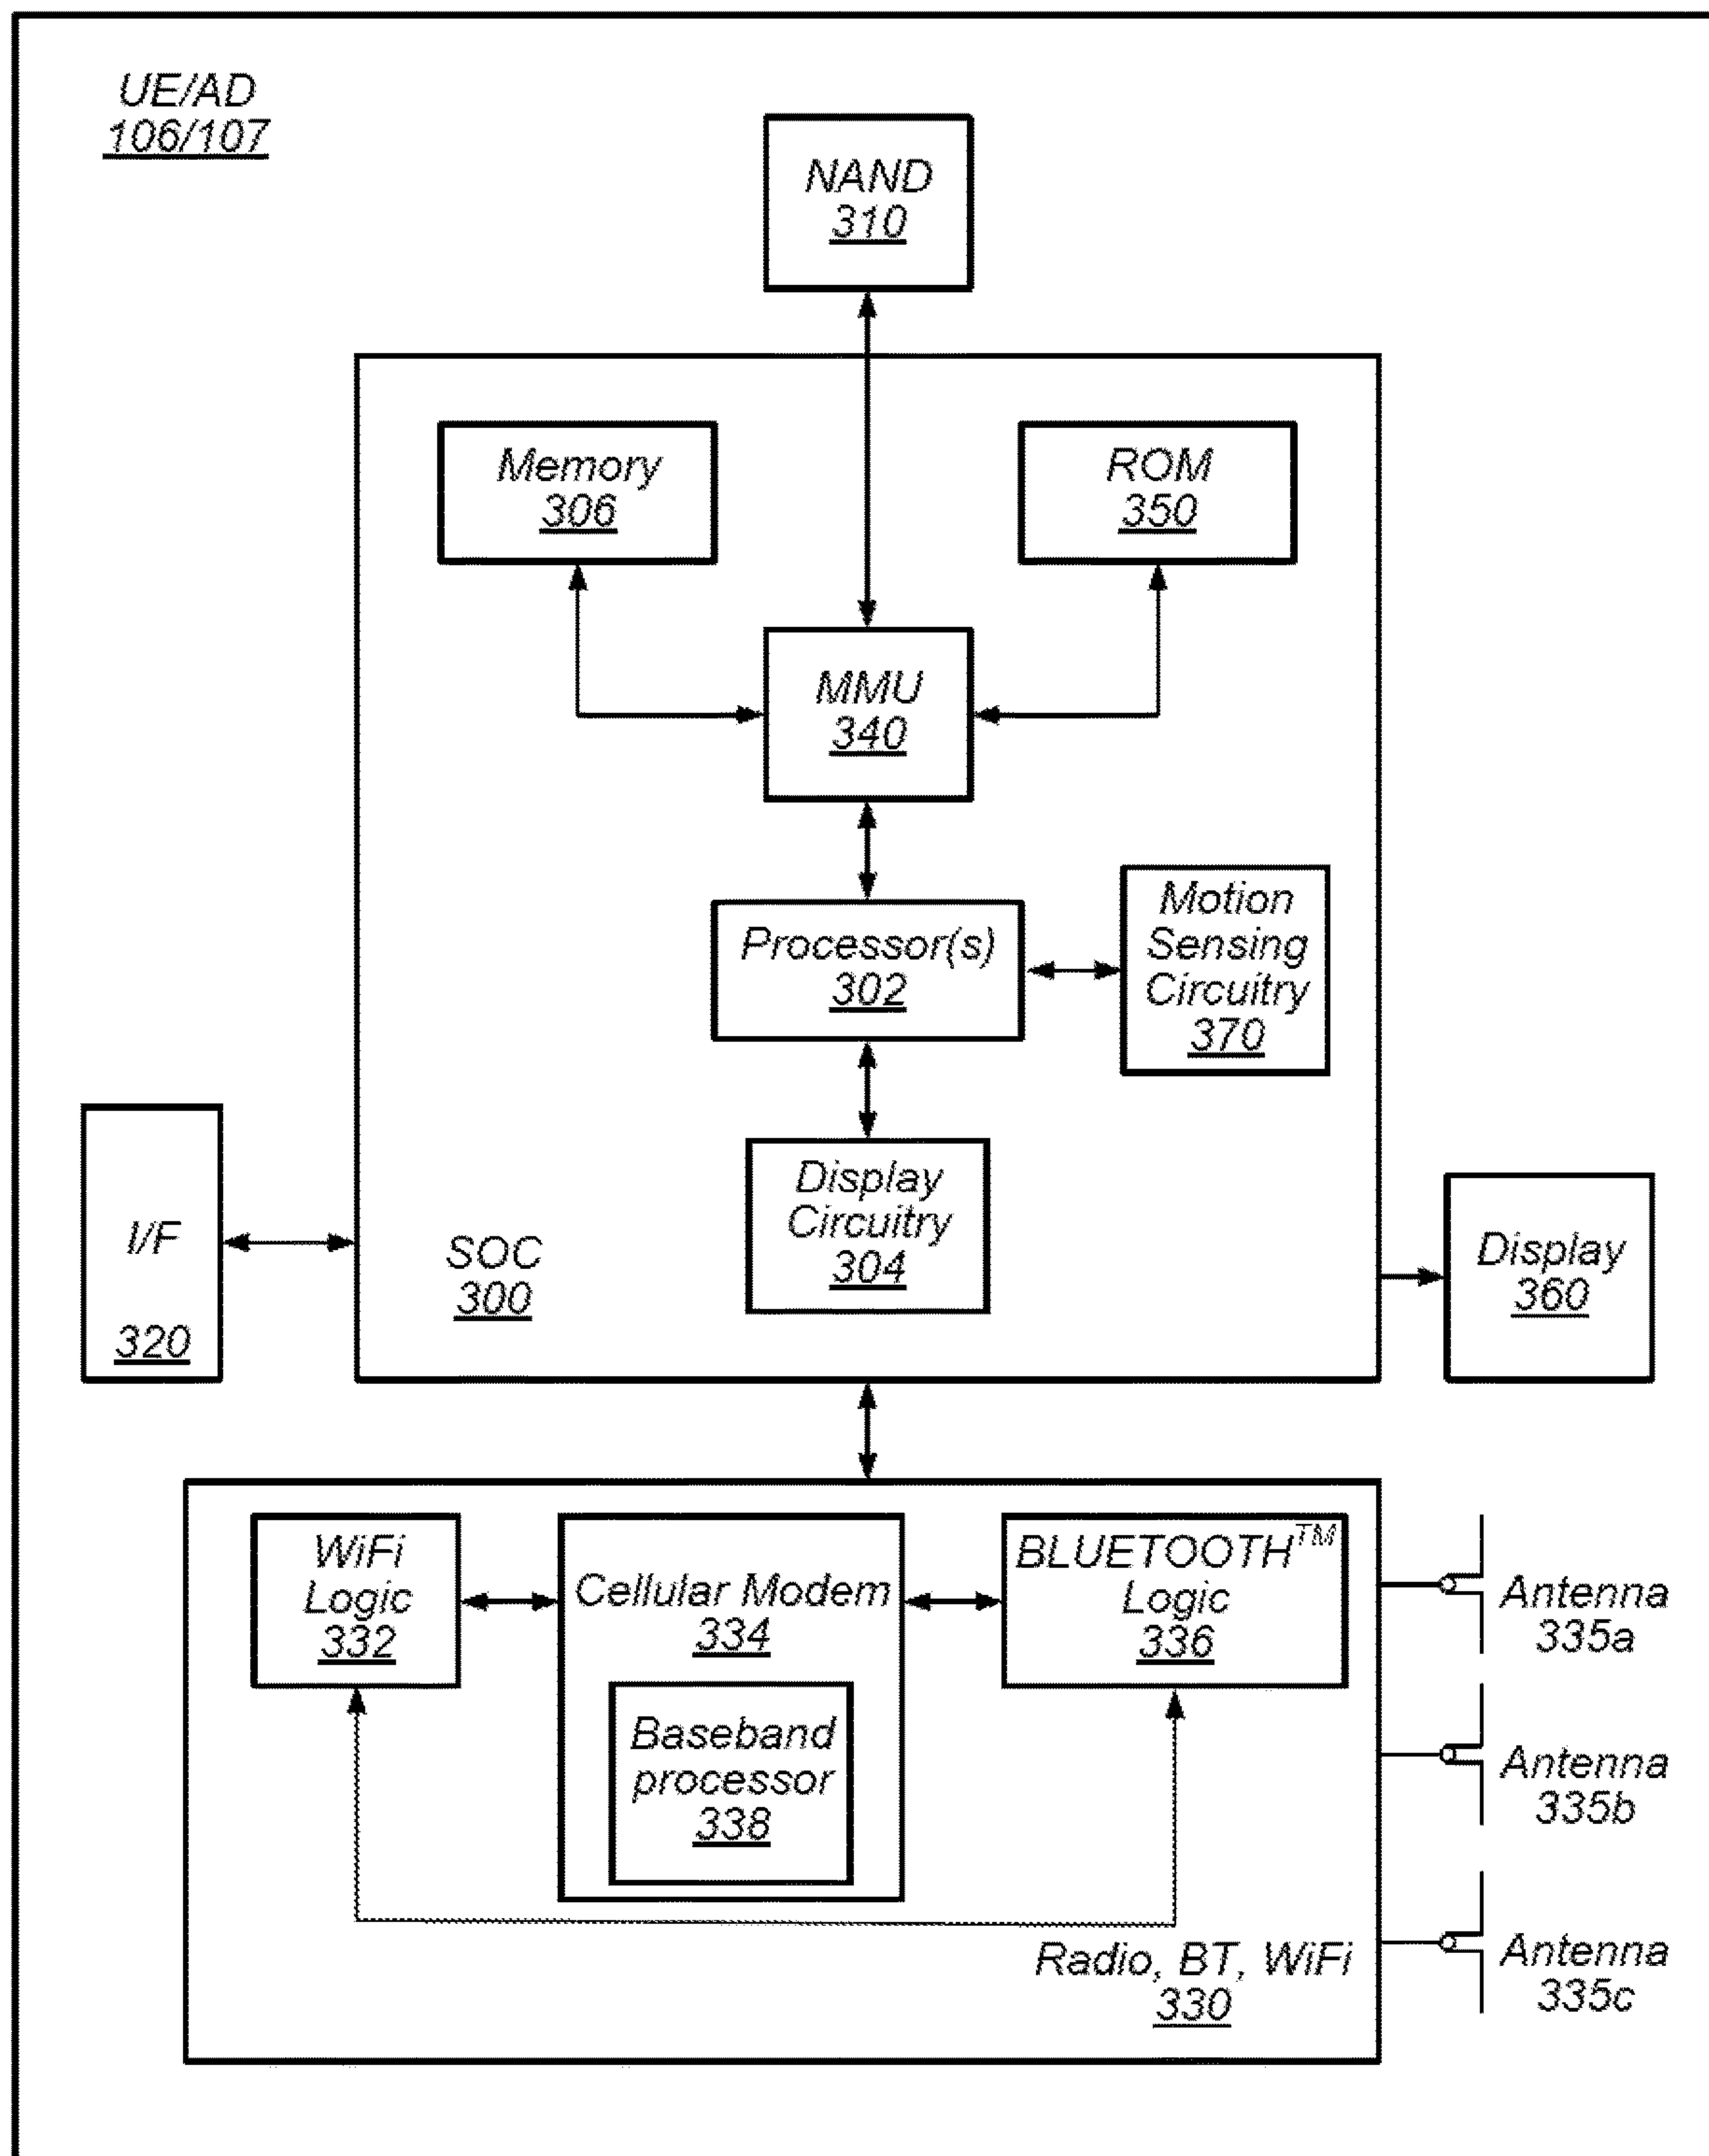 UE/AD
106/107
NAND
310
Memory
306
ROM
350
MMU
340
Processor(s)
302
Motion
Sensing
Circuitry
370
Display
Circuitry
304
I/F
320
SOC
300
Display
360
WiFi
Logic
332
Cellular Modem
334
Baseband
processor
338
BLUETOOTH™
Logic
336
Radio, BT, WiFi
330
Antenna
335a
Antenna
335b
Antenna
335c